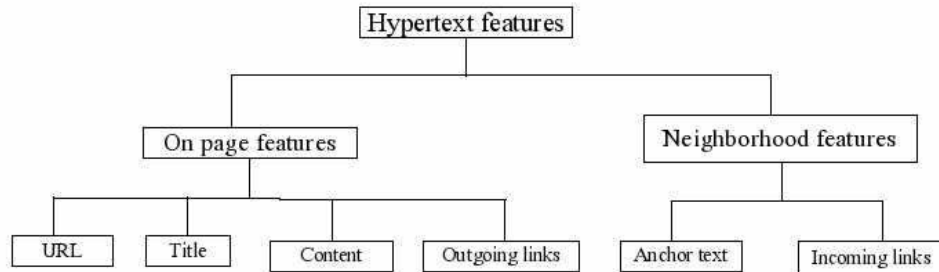 Hypertext features
On page features
Neighborhood features
URL
Title
Content
Outgoing links
Anchor text
Incoming links